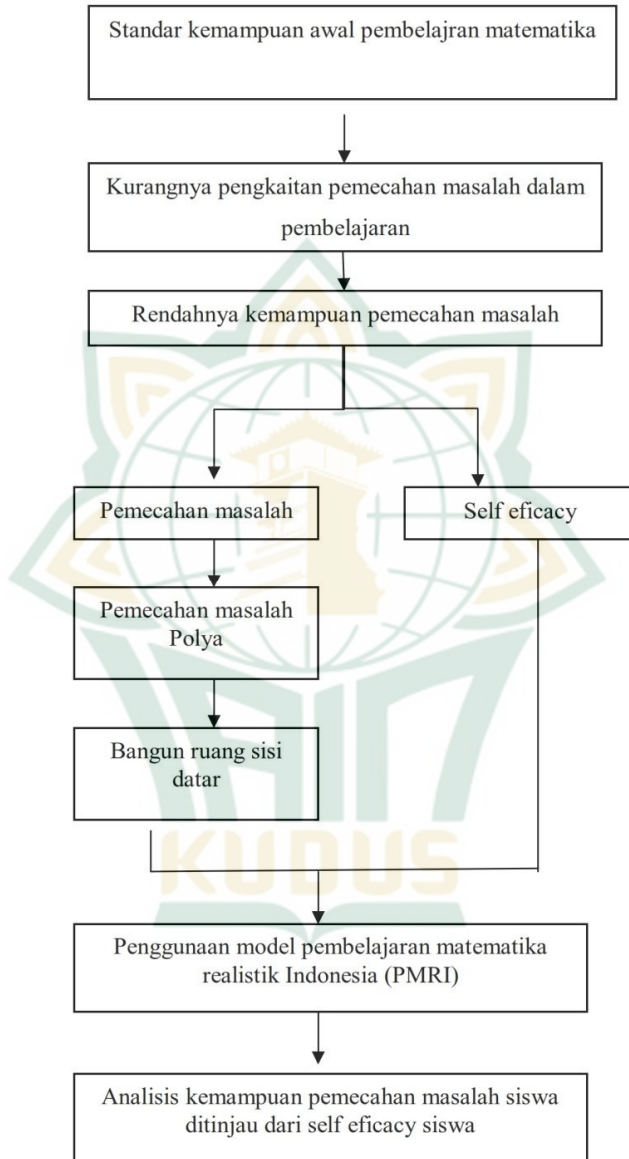 Standar kemampuan awal pembelajran matematika
Kurangnya pengkaitan pemecahan masalah dalam
pembelajaran
Rendahnya kemampuan pemecahan masalah
Pemecahan masalah
Self eficacy
Pemecahan masalah
Polya
Bangun ruang sisi
datar
IAIN
KUDUS
Penggunaan model pembelajaran matematika
realistik Indonesia (PMRI)
Analisis kemampuan pemecahan masalah siswa
ditinjau dari self eficacy siswa